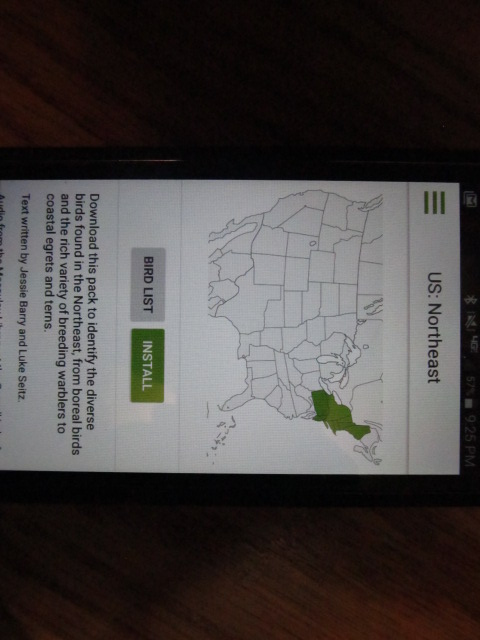 57% 9:25 PM
US: Northeast
BIRD LIST INSTALL
Download this pack to identify the diverse
birds found in the Northeast, from boreal birds
and the rich variety of breeding warblers to
coastal egrets and terns.
Text written by Jessie Barry and Luke Seitz.